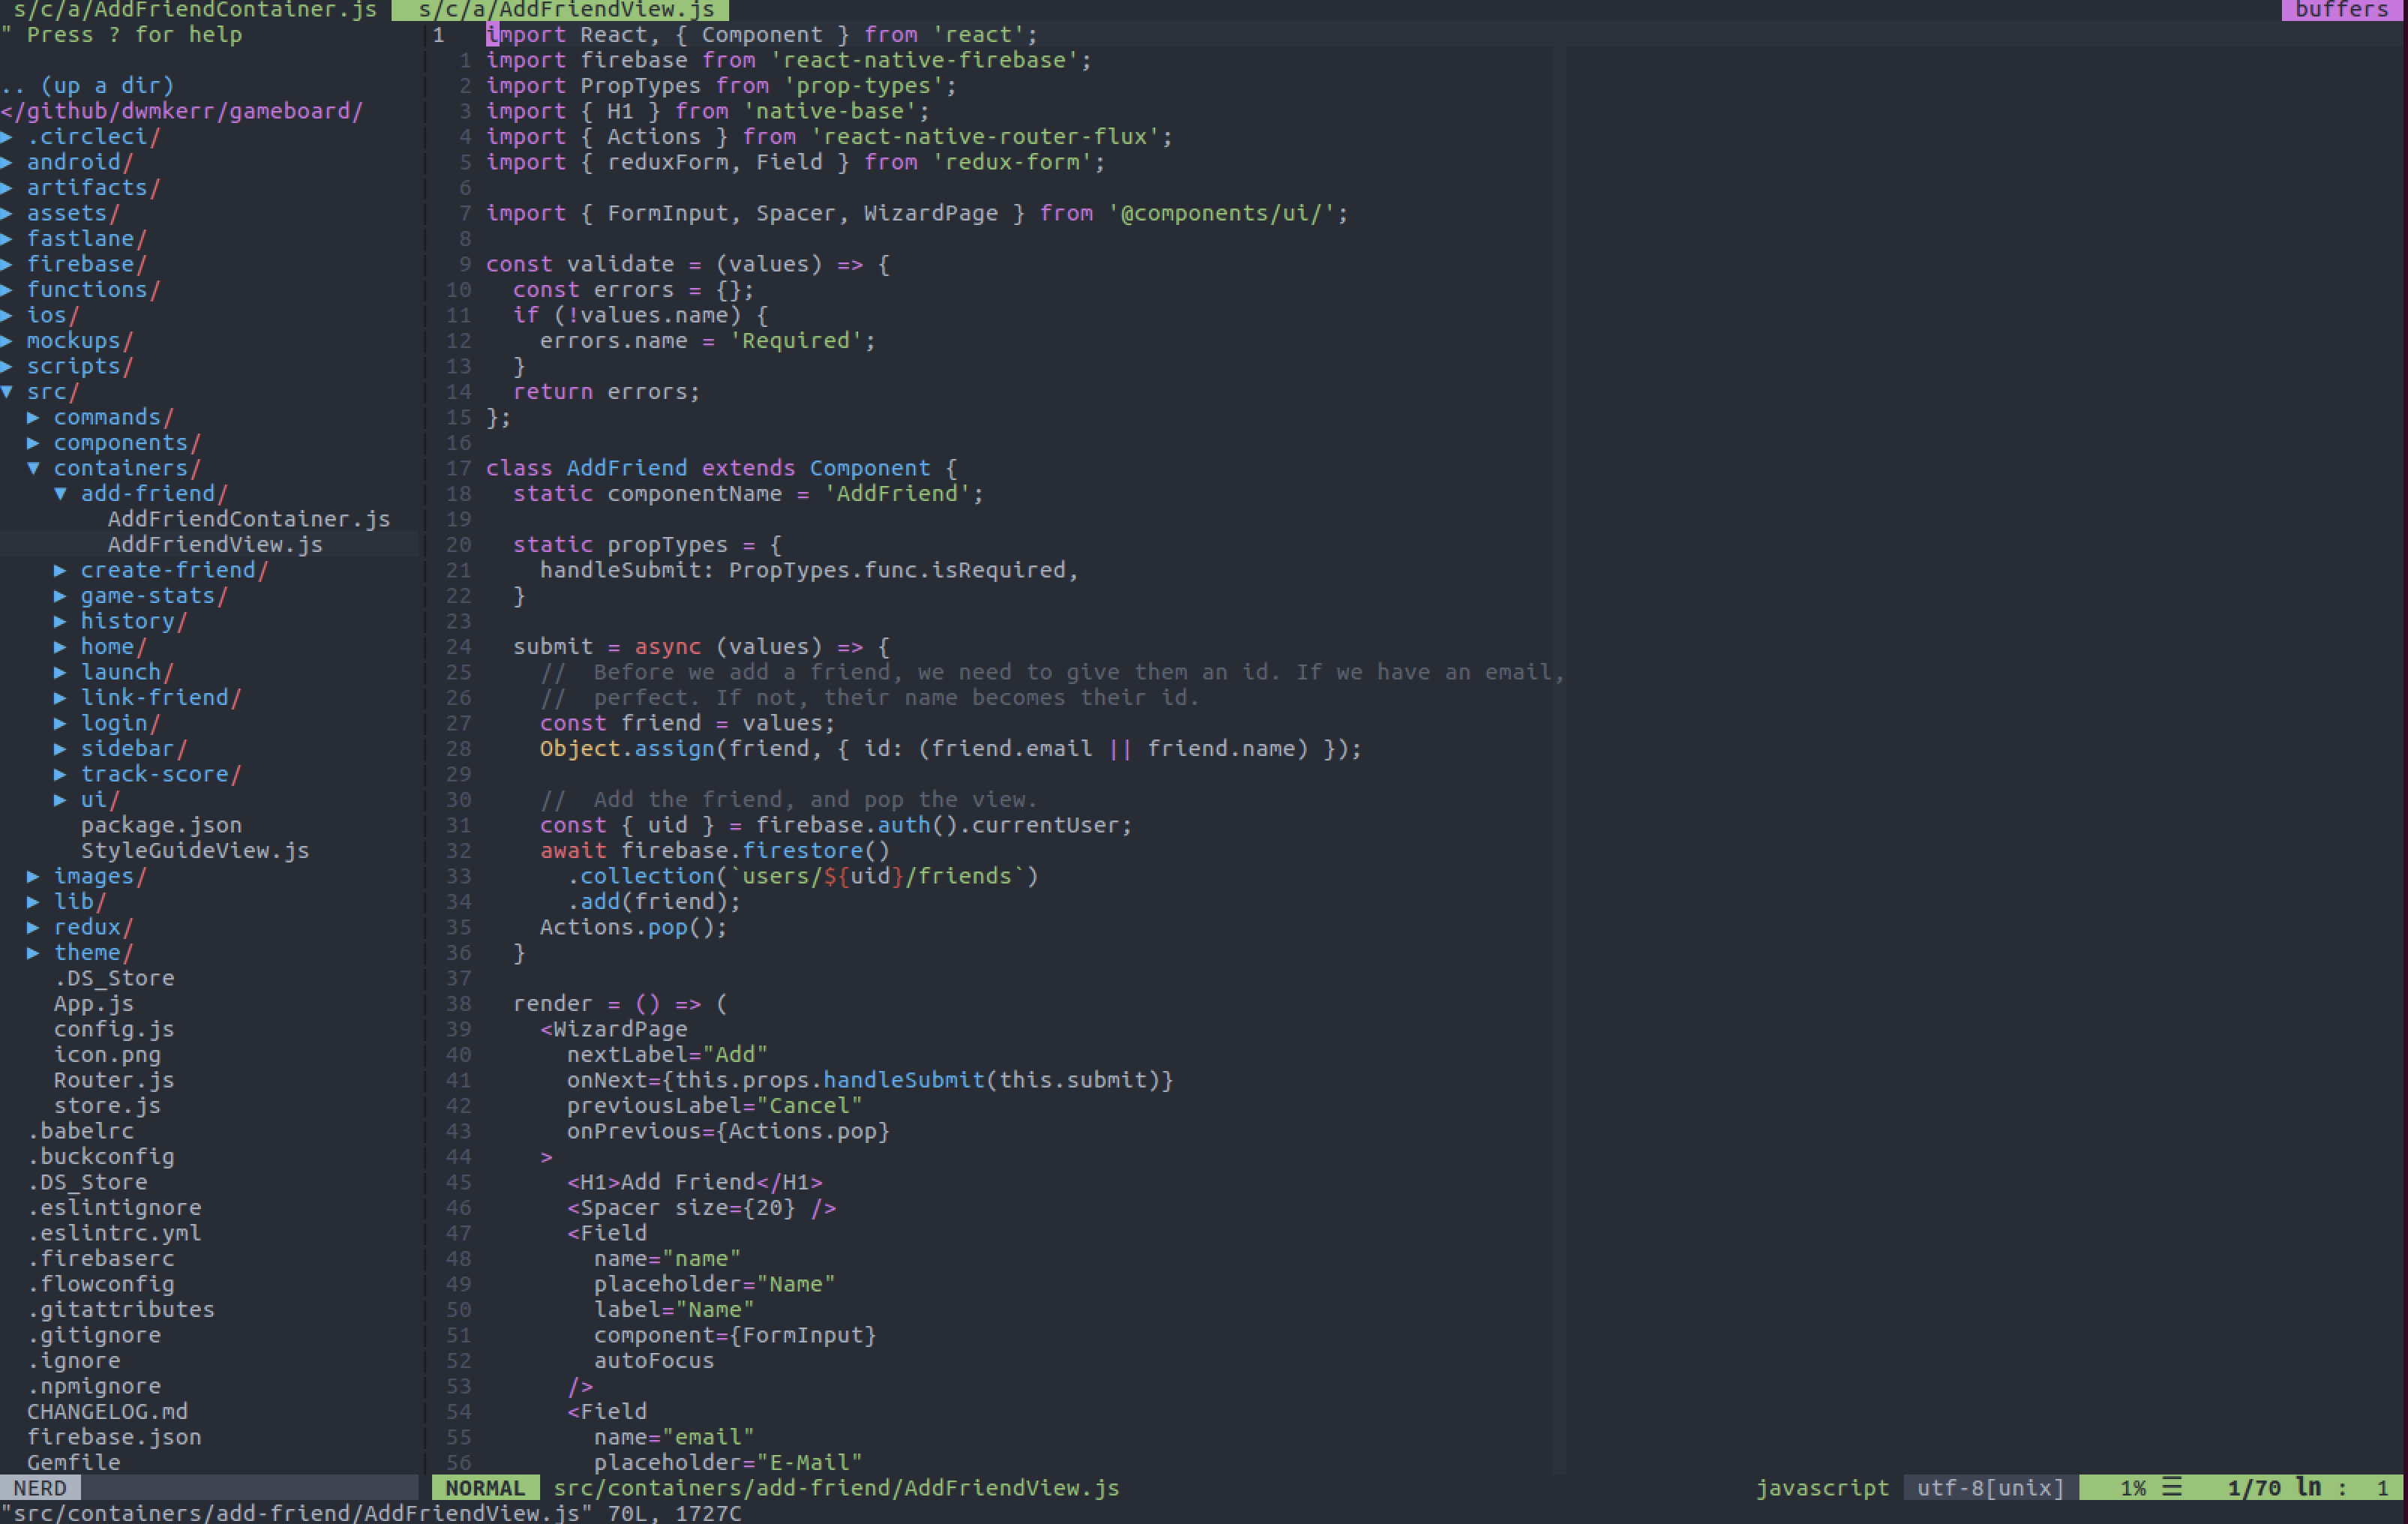 s/c/a/AddFriendContainer.js  s/c/a/AddFriendView.js  buffers
" Press ? for help

.. (up a dir)
</github/dwmkerr/gameboard/
▶ .circleci/
▶ android/
▶ artifacts/
▶ assets/
▶ fastlane/
▶ firebase/
▶ functions/
▶ ios/
▶ mockups/
▶ scripts/
▼ src/
  ▶ commands/
  ▶ components/
  ▼ containers/
    ▼ add-friend/
        AddFriendContainer.js
        AddFriendView.js
    ▶ create-friend/
    ▶ game-stats/
    ▶ history/
    ▶ home/
    ▶ launch/
    ▶ link-friend/
    ▶ login/
    ▶ sidebar/
    ▶ track-score/
    ▶ ui/
      package.json
      StyleGuideView.js
  ▶ images/
  ▶ lib/
  ▶ redux/
  ▶ theme/
    .DS_Store
    App.js
    config.js
    icon.png
    Router.js
    store.js
  .babelrc
  .buckconfig
  .DS_Store
  .eslintignore
  .eslintrc.yml
  .firebaserc
  .flowconfig
  .gitattributes
  .gitignore
  .ignore
  .npmignore
  CHANGELOG.md
  firebase.json
  Gemfile
1   import React, { Component } from 'react';
  1 import firebase from 'react-native-firebase';
  2 import PropTypes from 'prop-types';
  3 import { H1 } from 'native-base';
  4 import { Actions } from 'react-native-router-flux';
  5 import { reduxForm, Field } from 'redux-form';
  6
  7 import { FormInput, Spacer, WizardPage } from '@components/ui/';
  8
  9 const validate = (values) => {
 10   const errors = {};
 11   if (!values.name) {
 12     errors.name = 'Required';
 13   }
 14   return errors;
 15 };
 16
 17 class AddFriend extends Component {
 18   static componentName = 'AddFriend';
 19
 20   static propTypes = {
 21     handleSubmit: PropTypes.func.isRequired,
 22   }
 23
 24   submit = async (values) => {
 25     //  Before we add a friend, we need to give them an id. If we have an email,
 26     //  perfect. If not, their name becomes their id.
 27     const friend = values;
 28     Object.assign(friend, { id: (friend.email || friend.name) });
 29
 30     //  Add the friend, and pop the view.
 31     const { uid } = firebase.auth().currentUser;
 32     await firebase.firestore()
 33       .collection(`users/${uid}/friends`)
 34       .add(friend);
 35     Actions.pop();
 36   }
 37
 38   render = () => (
 39     <WizardPage
 40       nextLabel="Add"
 41       onNext={this.props.handleSubmit(this.submit)}
 42       previousLabel="Cancel"
 43       onPrevious={Actions.pop}
 44     >
 45       <H1>Add Friend</H1>
 46       <Spacer size={20} />
 47       <Field
 48         name="name"
 49         placeholder="Name"
 50         label="Name"
 51         component={FormInput}
 52         autoFocus
 53       />
 54       <Field
 55         name="email"
 56         placeholder="E-Mail"
NERD  NORMAL  src/containers/add-friend/AddFriendView.js  javascript  utf-8[unix]  1% ☰  1/70 ln :  1
"src/containers/add-friend/AddFriendView.js" 70L, 1727C